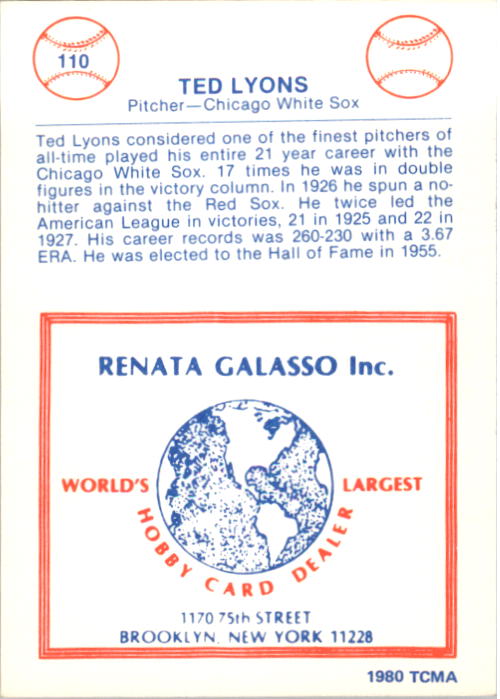 110
TED LYONS
Pitcher—Chicago White Sox
Ted Lyons considered one of the finest pitchers of
all-time played his entire 21 year career with the
Chicago White Sox. 17 times he was in double
figures in the victory column. In 1926 he spun a no-
hitter against the Red Sox. He twice led the
American League in victories, 21 in 1925 and 22 in
1927. His career records was 260-230 with a 3.67
ERA. He was elected to the Hall of Fame in 1955.
RENATA GALASSO Inc.
WORLD'S LARGEST
HOBBY CARD DEALER
1170 75th STREET
BROOKLYN, NEW YORK 11228
1980 TCMA